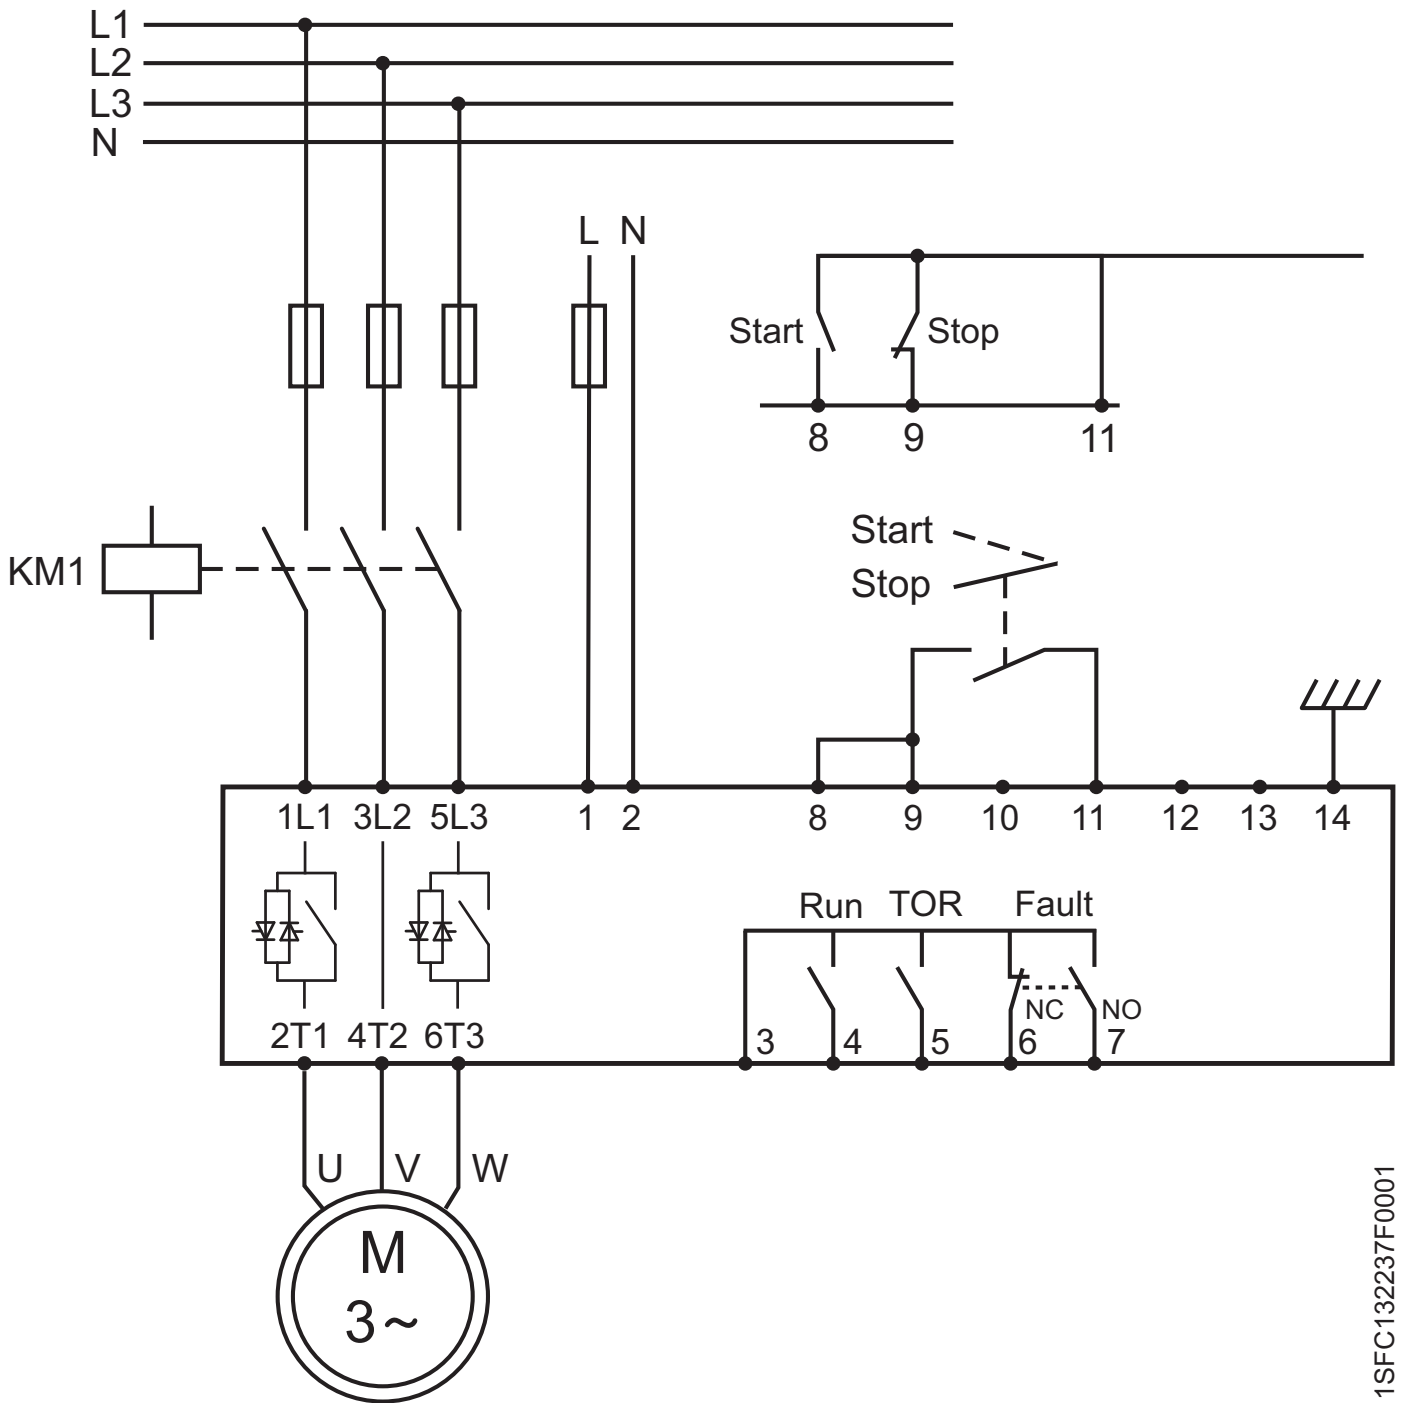 L1
L2
L3
N
L N
Start Stop
8 9 11
Start
KM1 Stop
1L1 3L2 5L3 1 2 8 9 10 11 12 13 14
Run TOR Fault
NC NO
2T1 4T2 6T3 3 4 5 6 7
U V W
M
3~
1SFC132237F0001